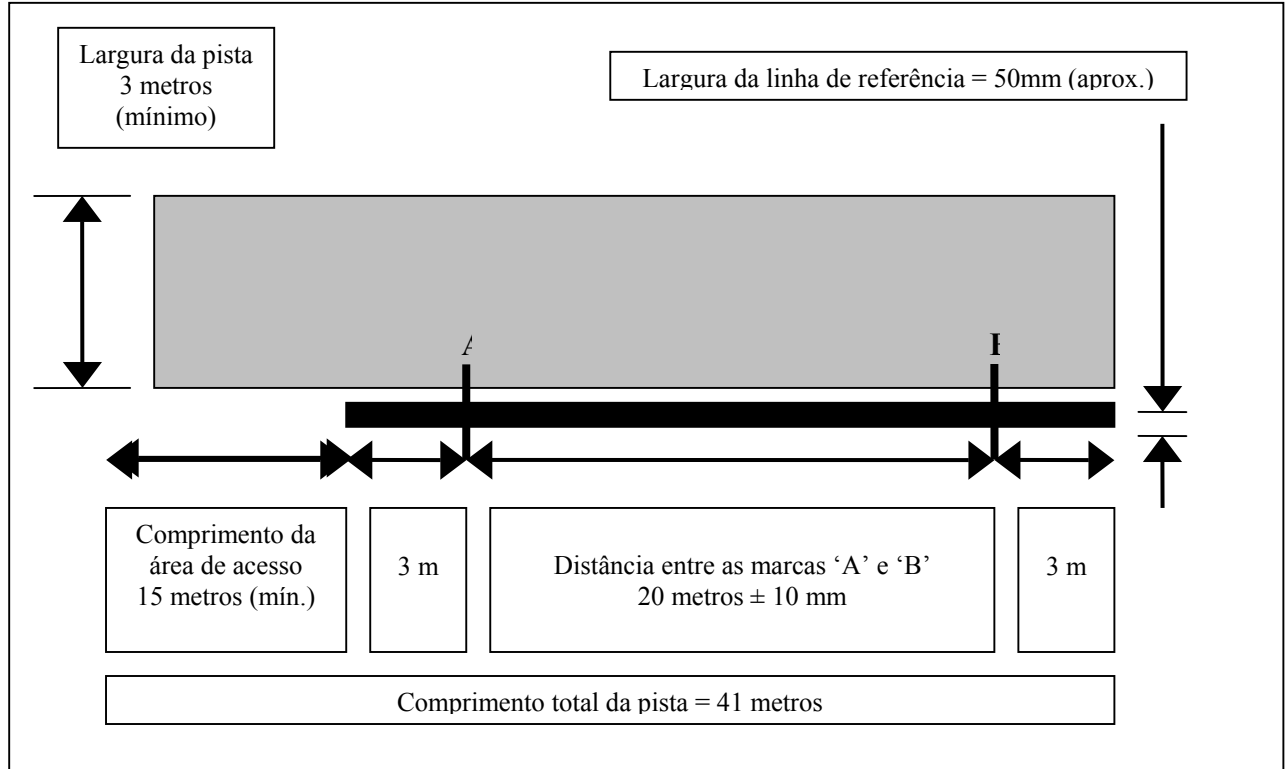 Largura da pista
3 metros
(mínimo)
Largura da linha de referência = 50mm (aprox.)
A
Comprimento da
área de acesso
15 metros (mín.)
3 m
Distância entre as marcas ‘A’ e ‘B’
20 metros ± 10 mm
3 m
Comprimento total da pista = 41 metros